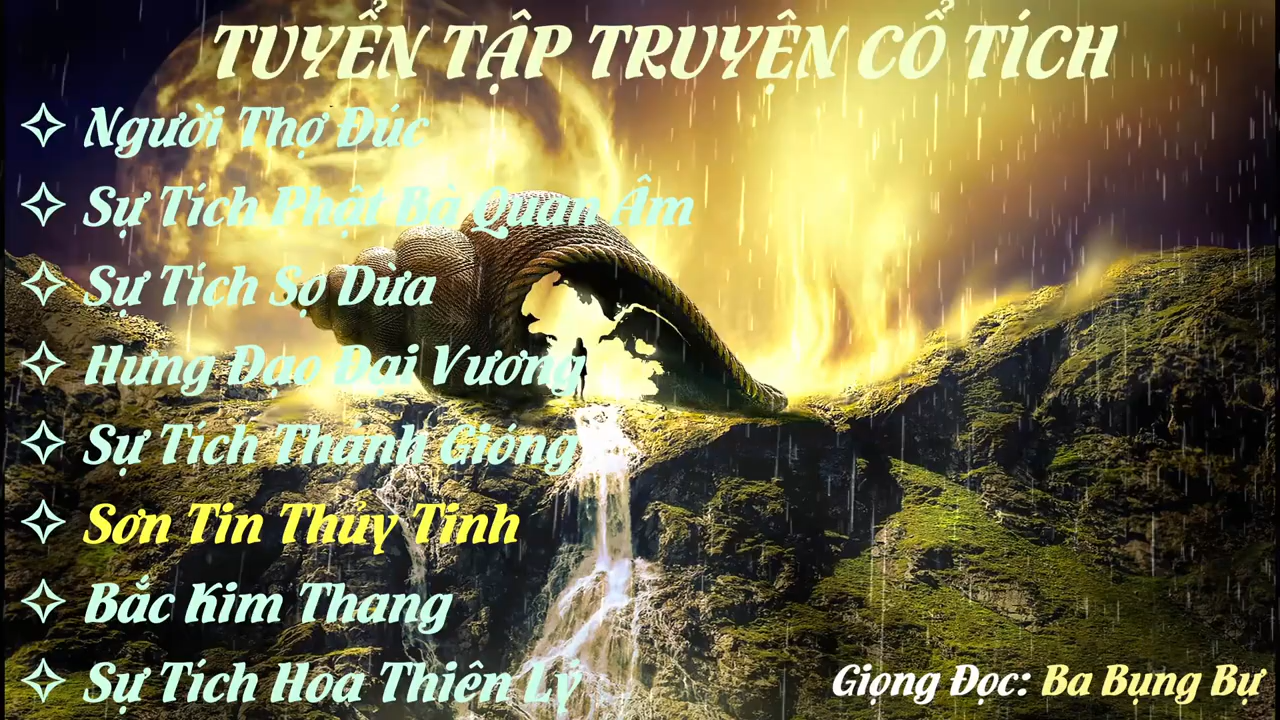 TUYỂN TẬP TRUYỆN CỔ TÍCH
Người Thợ Đúc
Sự Tích Phật Bà Quan Âm
Sự Tích Sọ Dừa
Hưng Đạo Đại Vương
Sự Tích Thánh Gióng
Sơn Tin Thủy Tinh
Bắc Kim Thang
Sự Tích Hoa Thiên Lý
Giọng Đọc: Ba Bụng Bự